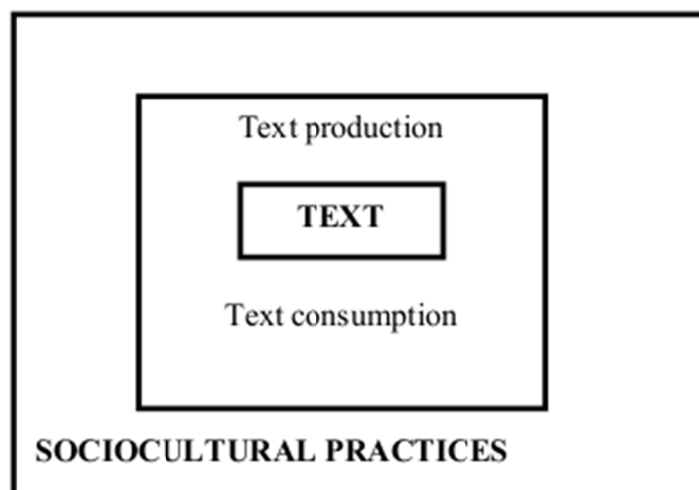 Text production
TEXT
Text consumption
SOCIOCULTURAL PRACTICES